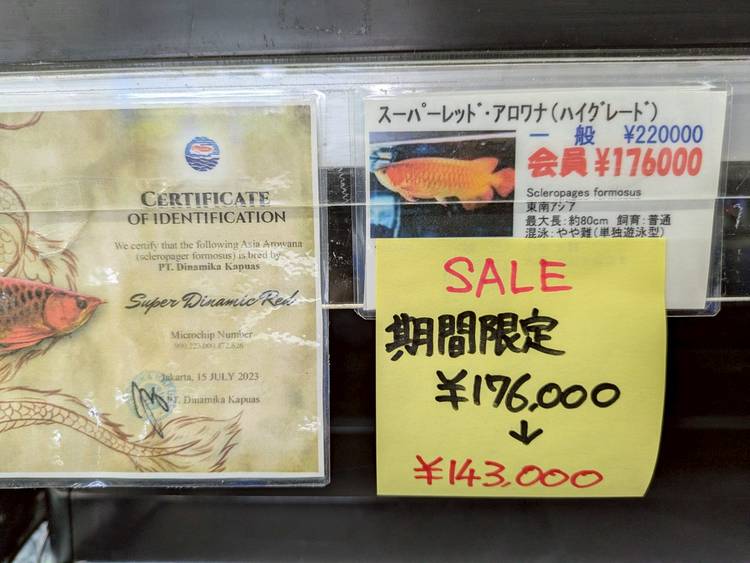 CERTIFICATE
OF IDENTIFICATION
We certify that the following Asia Arowana
(scleropager formosus) is bred by
PT. Dinamika Kapuas
Super Dinamic Red
Microchip Number
Jakarta, 15 JULY 2023
PT. Dinamika Kapuas
スーパーレッド・アロワナ(ハイグレード)
一般 ¥220000
会員 ¥176000
Scleropages formosus
東南アジア
最大長:約80cm 飼育:普通
混泳:やや難(単独遊泳型)
SALE
期間限定
¥176,000
↓
¥143,000